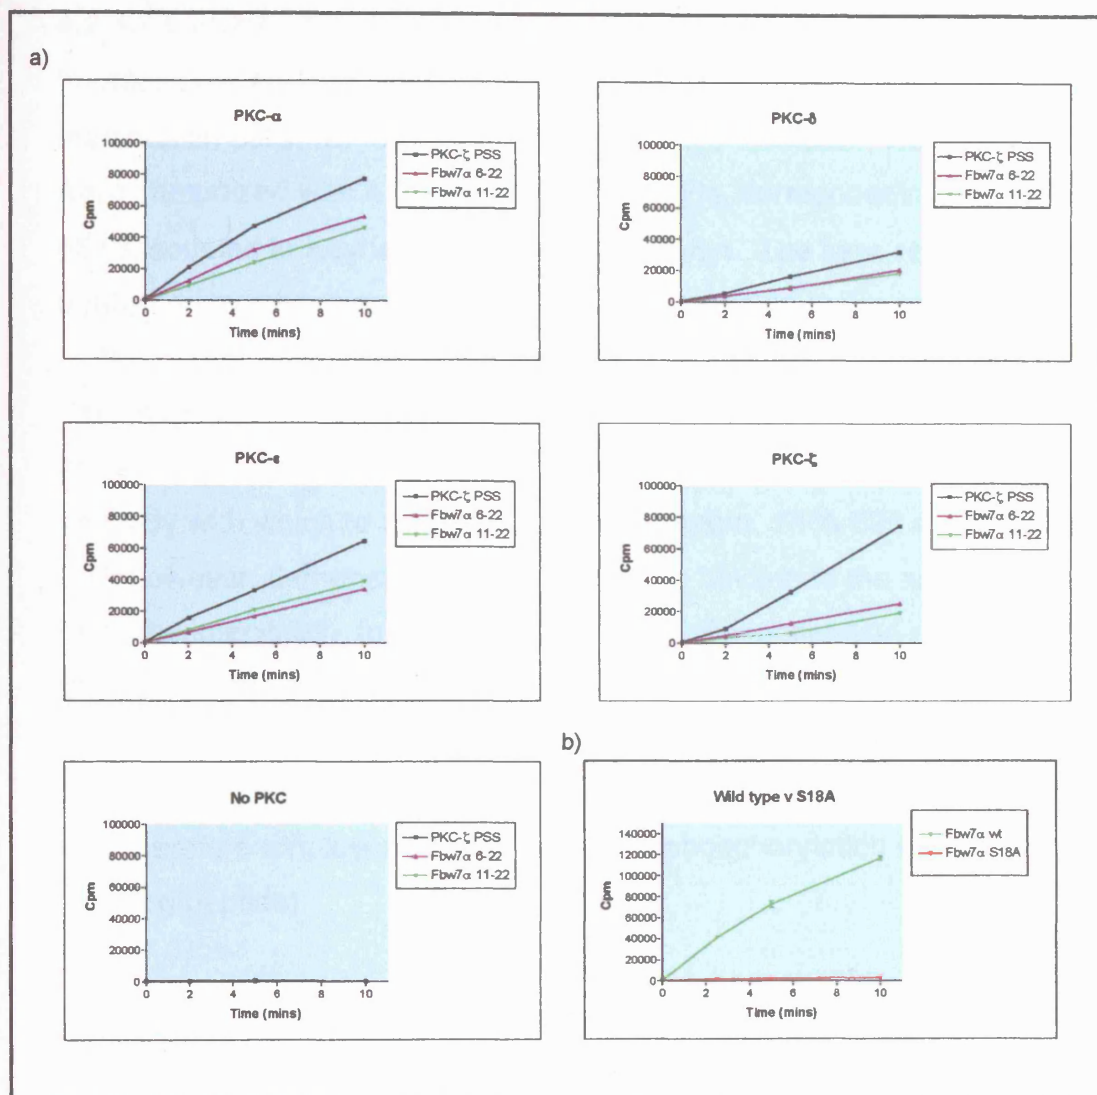 a)
PKC-α
Cpm
100000
80000
60000
40000
20000
0
0 2 4 6 8 10
Time (mins)
PKC-ζ PSS
Fbw7α 6-22
Fbw7α 11-22
PKC-δ
Cpm
100000
80000
60000
40000
20000
0
0 2 4 6 8 10
Time (mins)
PKC-ζ PSS
Fbw7α 6-22
Fbw7α 11-22
PKC-ε
Cpm
100000
80000
60000
40000
20000
0
0 2 4 6 8 10
Time (mins)
PKC-ζ PSS
Fbw7α 6-22
Fbw7α 11-22
PKC-ζ
Cpm
100000
80000
60000
40000
20000
0
0 2 4 6 8 10
Time (mins)
PKC-ζ PSS
Fbw7α 6-22
Fbw7α 11-22
No PKC
Cpm
100000
80000
60000
40000
20000
0
0 2 4 6 8 10
Time (mins)
PKC-ζ PSS
Fbw7α 6-22
Fbw7α 11-22
b)
Wild type v S18A
Cpm
140000
120000
100000
80000
60000
40000
20000
0
0 2 4 6 8 10
Time (mins)
Fbw7α wt
Fbw7α S18A